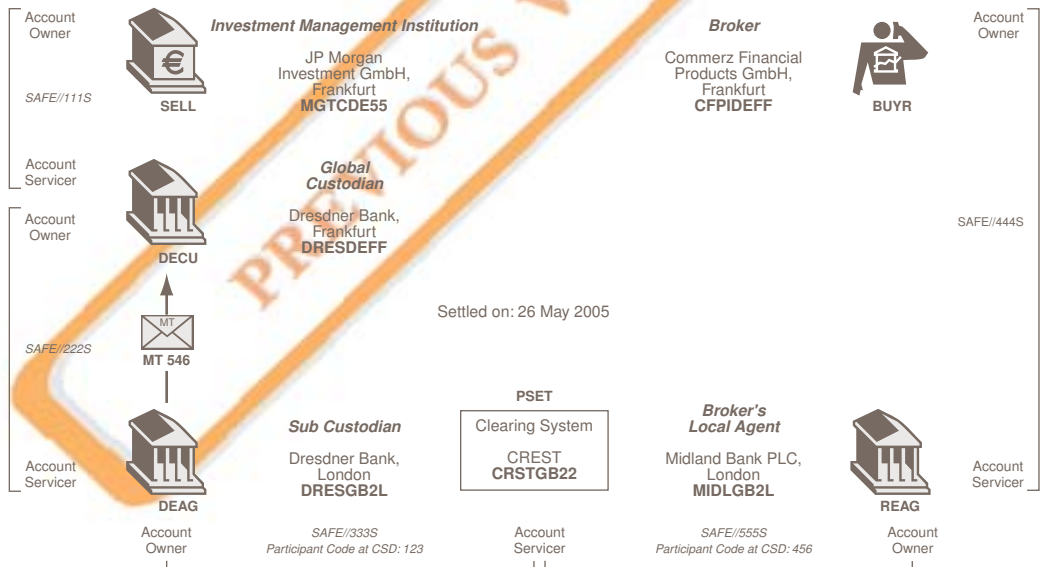 Account
Owner
Investment Management Institution
Broker
Account
Owner
JP Morgan
Investment GmbH,
Frankfurt
MGTCDE55
Commerz Financial
Products GmbH,
Frankfurt
CFPIDEFF
€
SAFE//111S
SELL
BUYR
Account
Servicer
Global
Custodian
Account
Owner
Dresdner Bank,
Frankfurt
DRESDEFF
SAFE//444S
DECU
PREVIOUS V
Settled on: 26 May 2005
MT
SAFE//222S
MT 546
PSET
Sub Custodian
Clearing System
Broker's
Local Agent
Account
Servicer
Dresdner Bank,
London
DRESGB2L
CREST
CRSTGB22
Midland Bank PLC,
London
MIDLGB2L
Account
Servicer
DEAG
REAG
Account
Owner
SAFE//333S
Participant Code at CSD: 123
Account
Servicer
SAFE//555S
Participant Code at CSD: 456
Account
Owner